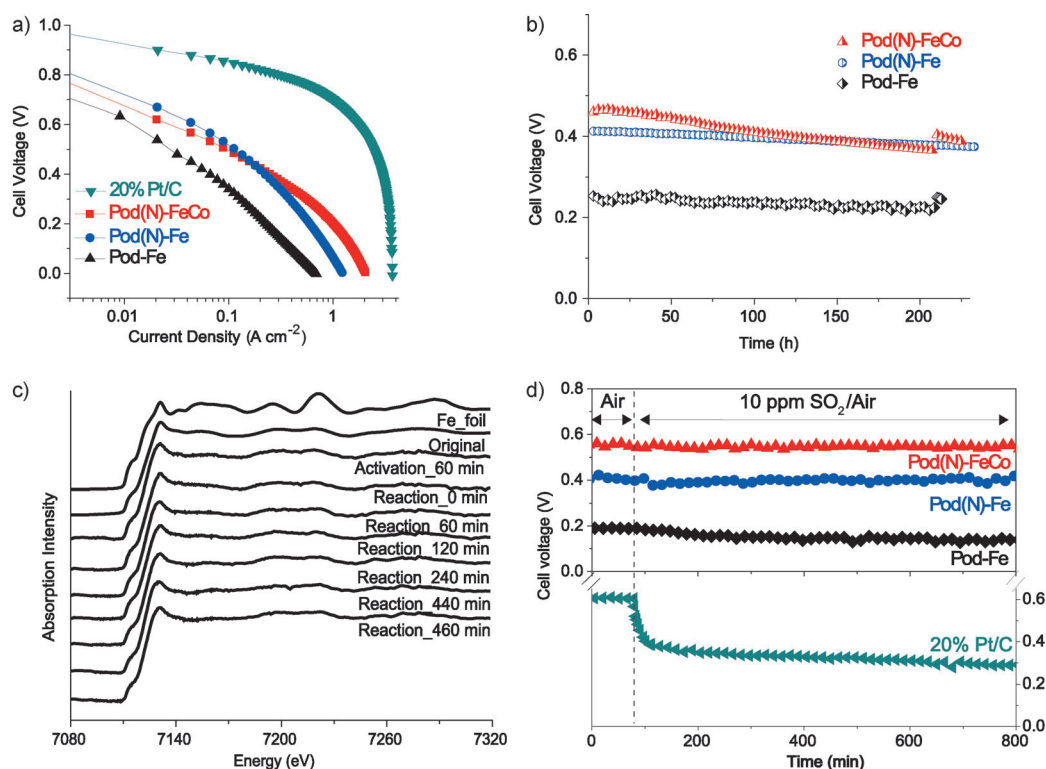 a)
Cell Voltage (V)
1.0
0.8
0.6
0.4
0.2
0.0
20% Pt/C
Pod(N)-FeCo
Pod(N)-Fe
Pod-Fe
0.01
0.1
1
Current Density (A cm⁻²)
b)
Cell Voltage (V)
0.6
0.4
0.2
0.0
Pod(N)-FeCo
Pod(N)-Fe
Pod-Fe
0
50
100
150
200
Time (h)
c)
Absorption Intensity
Fe_foil
Original
Activation_60 min
Reaction_0 min
Reaction_60 min
Reaction_120 min
Reaction_240 min
Reaction_440 min
Reaction_460 min
7080
7140
7200
7260
7320
Energy (eV)
d)
Cell voltage (V)
0.8
0.6
0.4
0.2
0.0
Air
10 ppm SO₂/Air
Pod(N)-FeCo
Pod(N)-Fe
Pod-Fe
20% Pt/C
0.6
0.4
0.2
0.0
0
200
400
600
800
Time (min)